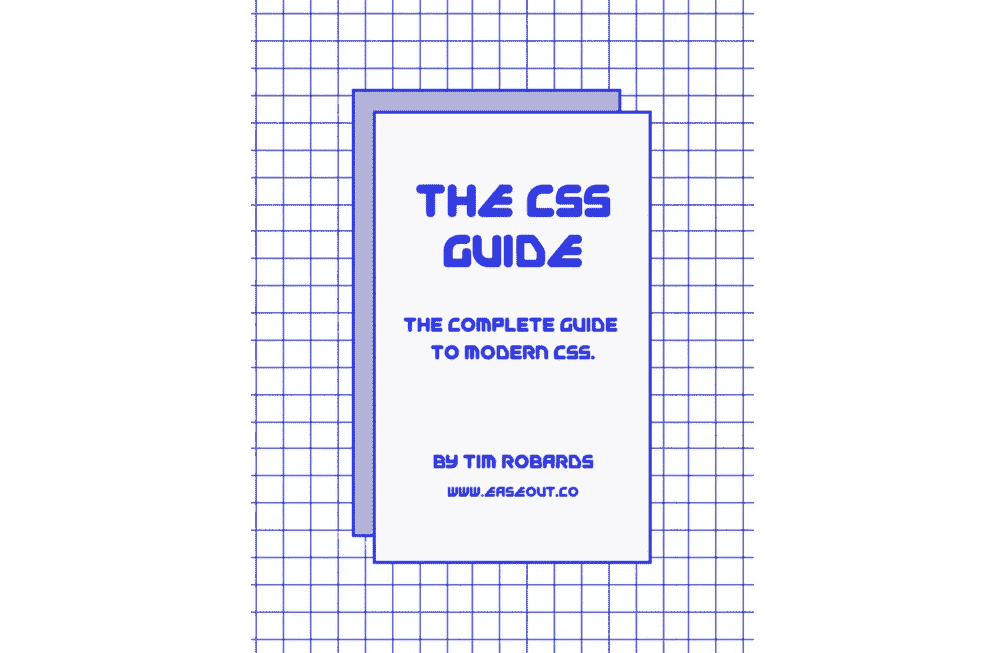 THE CSS
GUIDE
THE COMPLETE GUIDE
TO MODERN CSS.
BY TIM ROBARDS
WWW.EASEOUT.CO